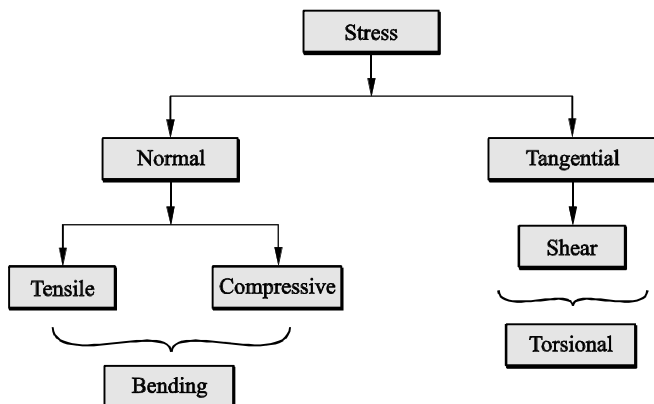 Stress
Normal
Tangential
Shear
Tensile
Compressive
Torsional
Bending